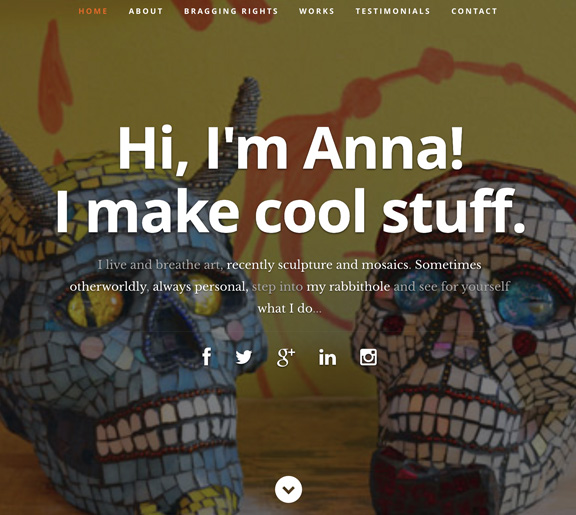 HOME ABOUT BRAGGING RIGHTS WORKS TESTIMONIALS CONTACT
Hi, I'm Anna!
I make cool stuff.
I live and breathe art, recently sculpture and mosaics. Sometimes
otherworldly, always personal, step into my rabbithole and see for yourself
what I do...
f g+ in